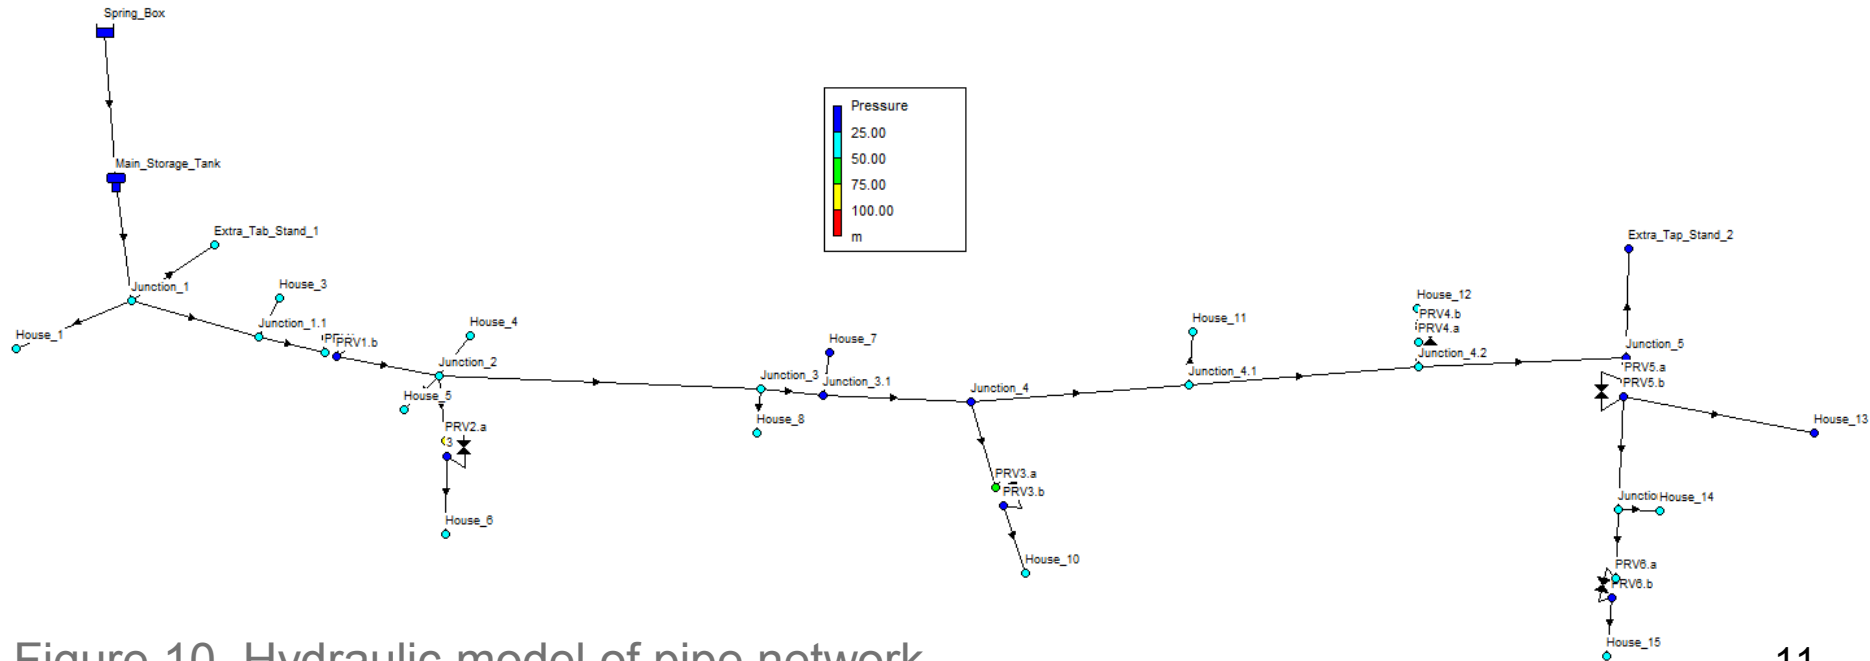 Spring_Box
Pressure
25.00
50.00
75.00
100.00
m
Main_Storage_Tank
Extra_Tab_Stand_1
Extra_Tap_Stand_2
Junction_1
House_3
House_12
PRV4.b
PRV4.a
House_11
House_4
House_1
Junction_1.1
PRV1.b
House_7
Junction_5
Junction_4.2
Junction_2
PRV5.a
Junction_3
Junction_3.1
Junction_4.1
PRV5.b
Junction_4
House_5
House_8
House_13
PRV2.a
3
PRV3.a
PRV3.b
Junctio
House_14
House_6
House_10
PRV6.a
PRV6.b
House_15
Figure 10. Hydraulic model of pipe network
11